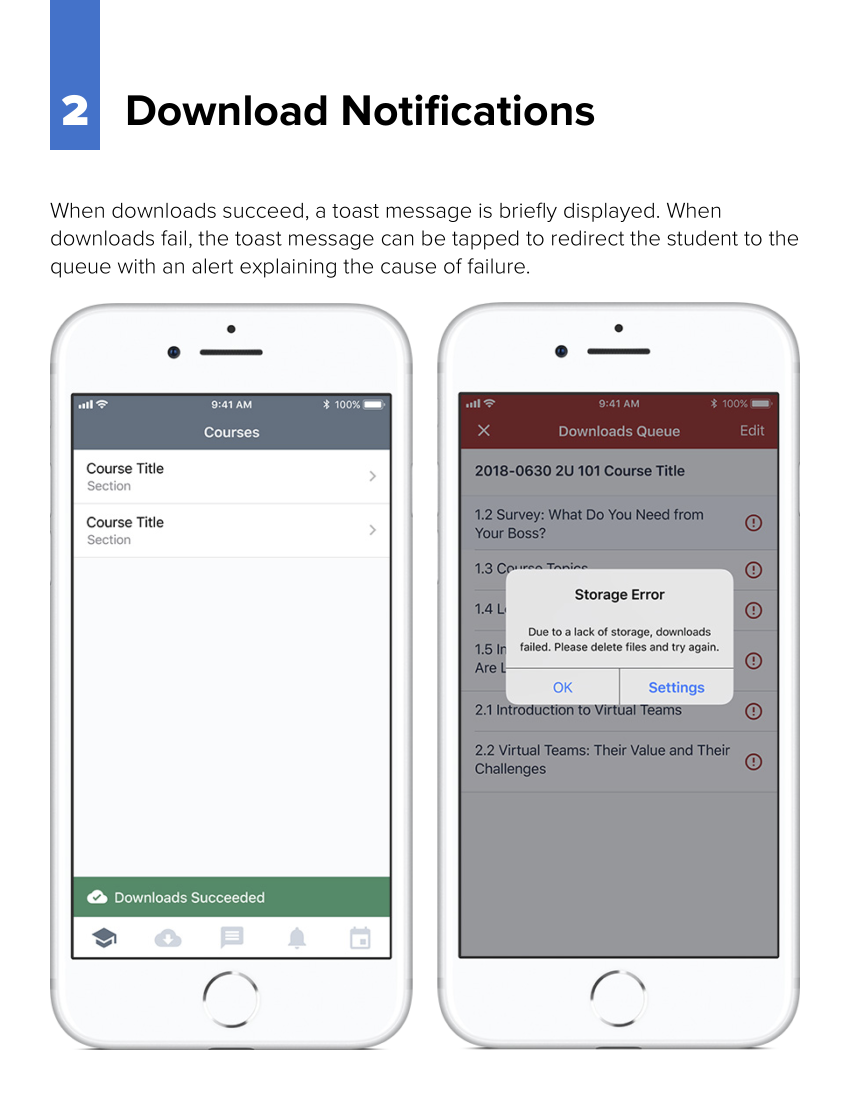 2
Download Notifications
When downloads succeed, a toast message is briefly displayed. When
downloads fail, the toast message can be tapped to redirect the student to the
queue with an alert explaining the cause of failure.
9:41 AM
100%
Courses
Course Title
Section
Course Title
Section
Downloads Succeeded
9:41 AM
100%
Downloads Queue
Edit
2018-0630 2U 101 Course Title
1.2 Survey: What Do You Need from
Your Boss?
1.3 Course Topics
1.4 L
1.5 In
Are L
Storage Error
Due to a lack of storage, downloads
failed. Please delete files and try again.
OK
Settings
2.1 Introduction to Virtual Teams
2.2 Virtual Teams: Their Value and Their
Challenges